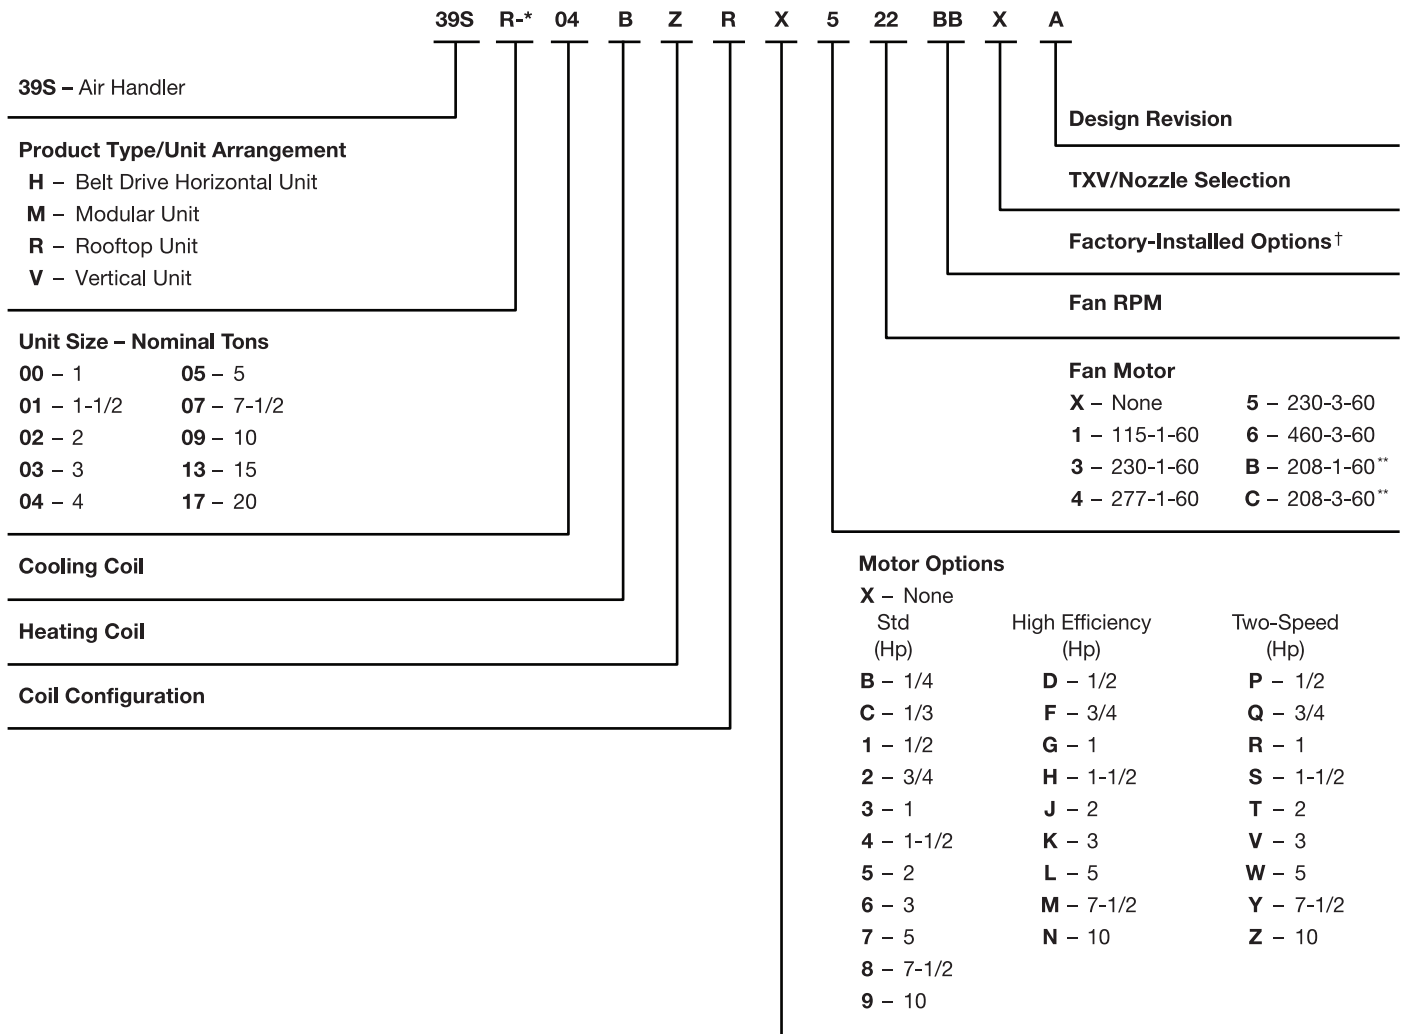 39S R-* 04 B Z R X 5 22 BB X A
39S – Air Handler
Product Type/Unit Arrangement
H – Belt Drive Horizontal Unit
M – Modular Unit
R – Rooftop Unit
V – Vertical Unit
Unit Size – Nominal Tons
00 – 1 05 – 5
01 – 1-1/2 07 – 7-1/2
02 – 2 09 – 10
03 – 3 13 – 15
04 – 4 17 – 20
Cooling Coil
Heating Coil
Coil Configuration
Design Revision
TXV/Nozzle Selection
Factory-Installed Options†
Fan RPM
Fan Motor
X – None 5 – 230-3-60
1 – 115-1-60 6 – 460-3-60
3 – 230-1-60 B – 208-1-60**
4 – 277-1-60 C – 208-3-60**
Motor Options
X – None
Std High Efficiency Two-Speed
(Hp) (Hp) (Hp)
B – 1/4 D – 1/2 P – 1/2
C – 1/3 F – 3/4 Q – 3/4
1 – 1/2 G – 1 R – 1
2 – 3/4 H – 1-1/2 S – 1-1/2
3 – 1 J – 2 T – 2
4 – 1-1/2 K – 3 V – 3
5 – 2 L – 5 W – 5
6 – 3 M – 7-1/2 Y – 7-1/2
7 – 5 N – 10 Z – 10
8 – 7-1/2
9 – 10